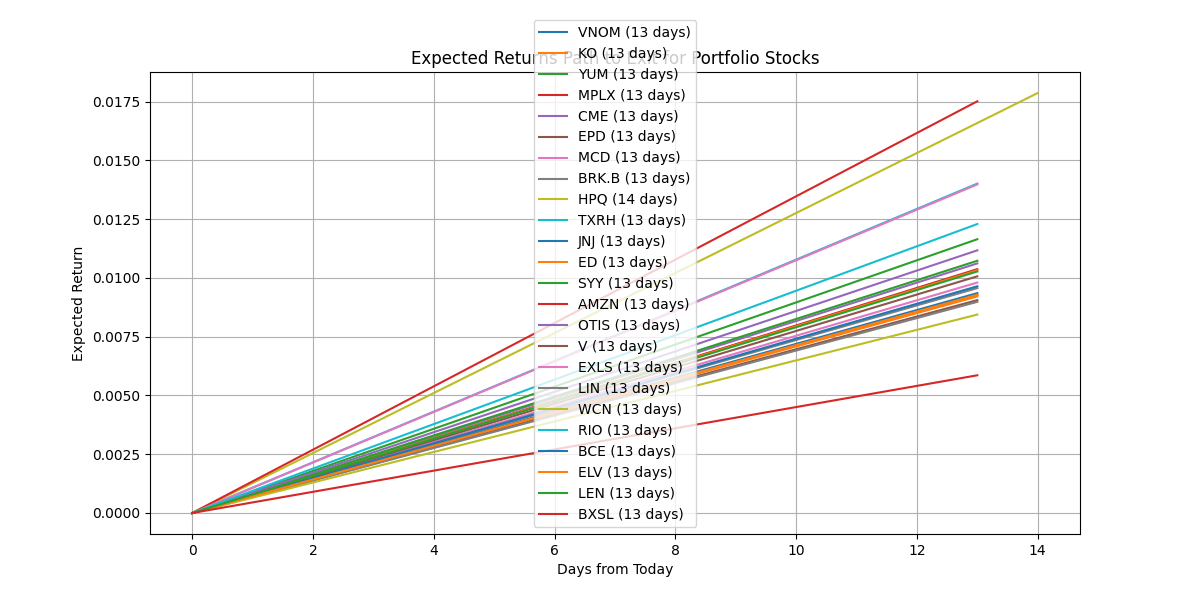 Expected Returns Path to Exit for Portfolio Stocks
VNOM (13 days)
KO (13 days)
YUM (13 days)
MPLX (13 days)
CME (13 days)
EPD (13 days)
MCD (13 days)
BRK.B (13 days)
HPQ (14 days)
TXRH (13 days)
JNJ (13 days)
ED (13 days)
SYY (13 days)
AMZN (13 days)
OTIS (13 days)
V (13 days)
EXLS (13 days)
LIN (13 days)
WCN (13 days)
RIO (13 days)
BCE (13 days)
ELV (13 days)
LEN (13 days)
BXSL (13 days)
Expected Return
0.0175
0.0150
0.0125
0.0100
0.0075
0.0050
0.0025
0.0000
0 2 4 6 8 10 12 14
Days from Today